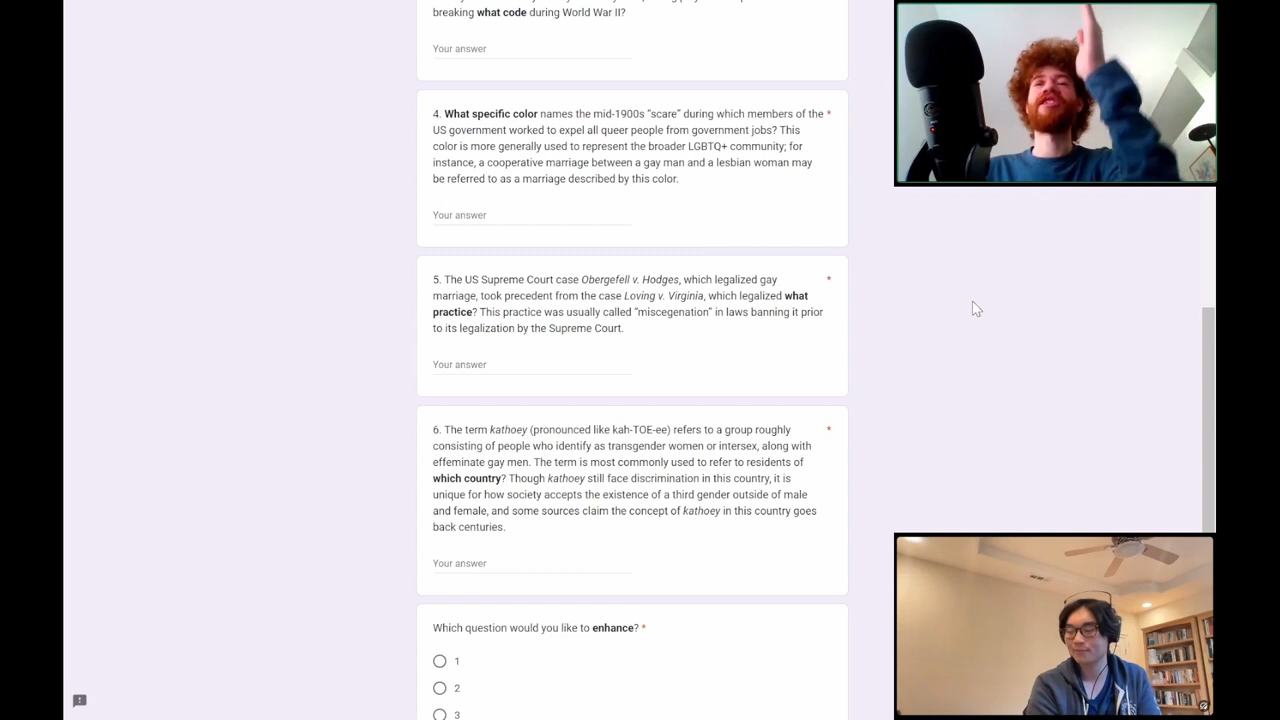 breaking what code during World War II?
Your answer
4. What specific color names the mid-1900s “scare” during which members of the *
US government worked to expel all queer people from government jobs? This
color is more generally used to represent the broader LGBTQ+ community; for
instance, a cooperative marriage between a gay man and a lesbian woman may
be referred to as a marriage described by this color.
Your answer
5. The US Supreme Court case Obergefell v. Hodges, which legalized gay *
marriage, took precedent from the case Loving v. Virginia, which legalized what
practice? This practice was usually called “miscegenation” in laws banning it prior
to its legalization by the Supreme Court.
Your answer
6. The term kathoey (pronounced like kah-TOE-ee) refers to a group roughly *
consisting of people who identify as transgender women or intersex, along with
effeminate gay men. The term is most commonly used to refer to residents of
which country? Though kathoey still face discrimination in this country, it is
unique for how society accepts the existence of a third gender outside of male
and female, and some sources claim the concept of kathoey in this country goes
back centuries.
Your answer
Which question would you like to enhance? *
1
2
3